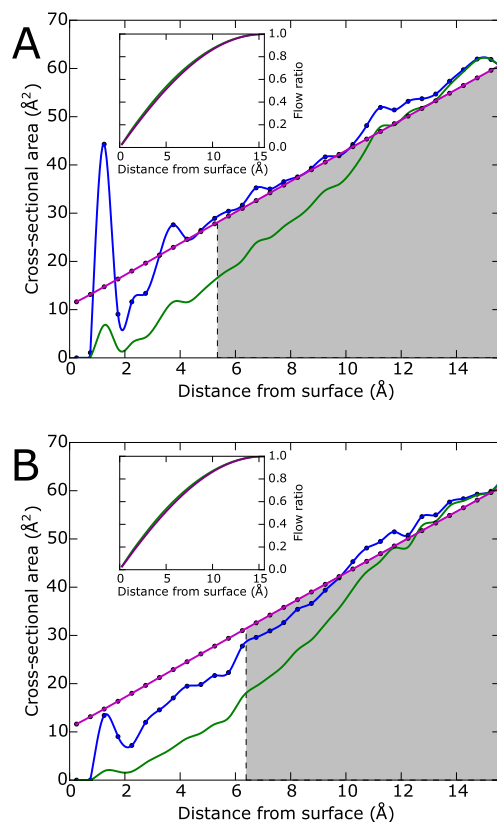 A
70
60
50
40
30
20
10
0
Cross-sectional area (Å²)
0 2 4 6 8 10 12 14
Distance from surface (Å)
1.0
0.8
0.6
0.4
0.2
0.0
Flow ratio
0 5 10 15
Distance from surface (Å)
B
70
60
50
40
30
20
10
0
Cross-sectional area (Å²)
0 2 4 6 8 10 12 14
Distance from surface (Å)
1.0
0.8
0.6
0.4
0.2
0.0
Flow ratio
0 5 10 15
Distance from surface (Å)